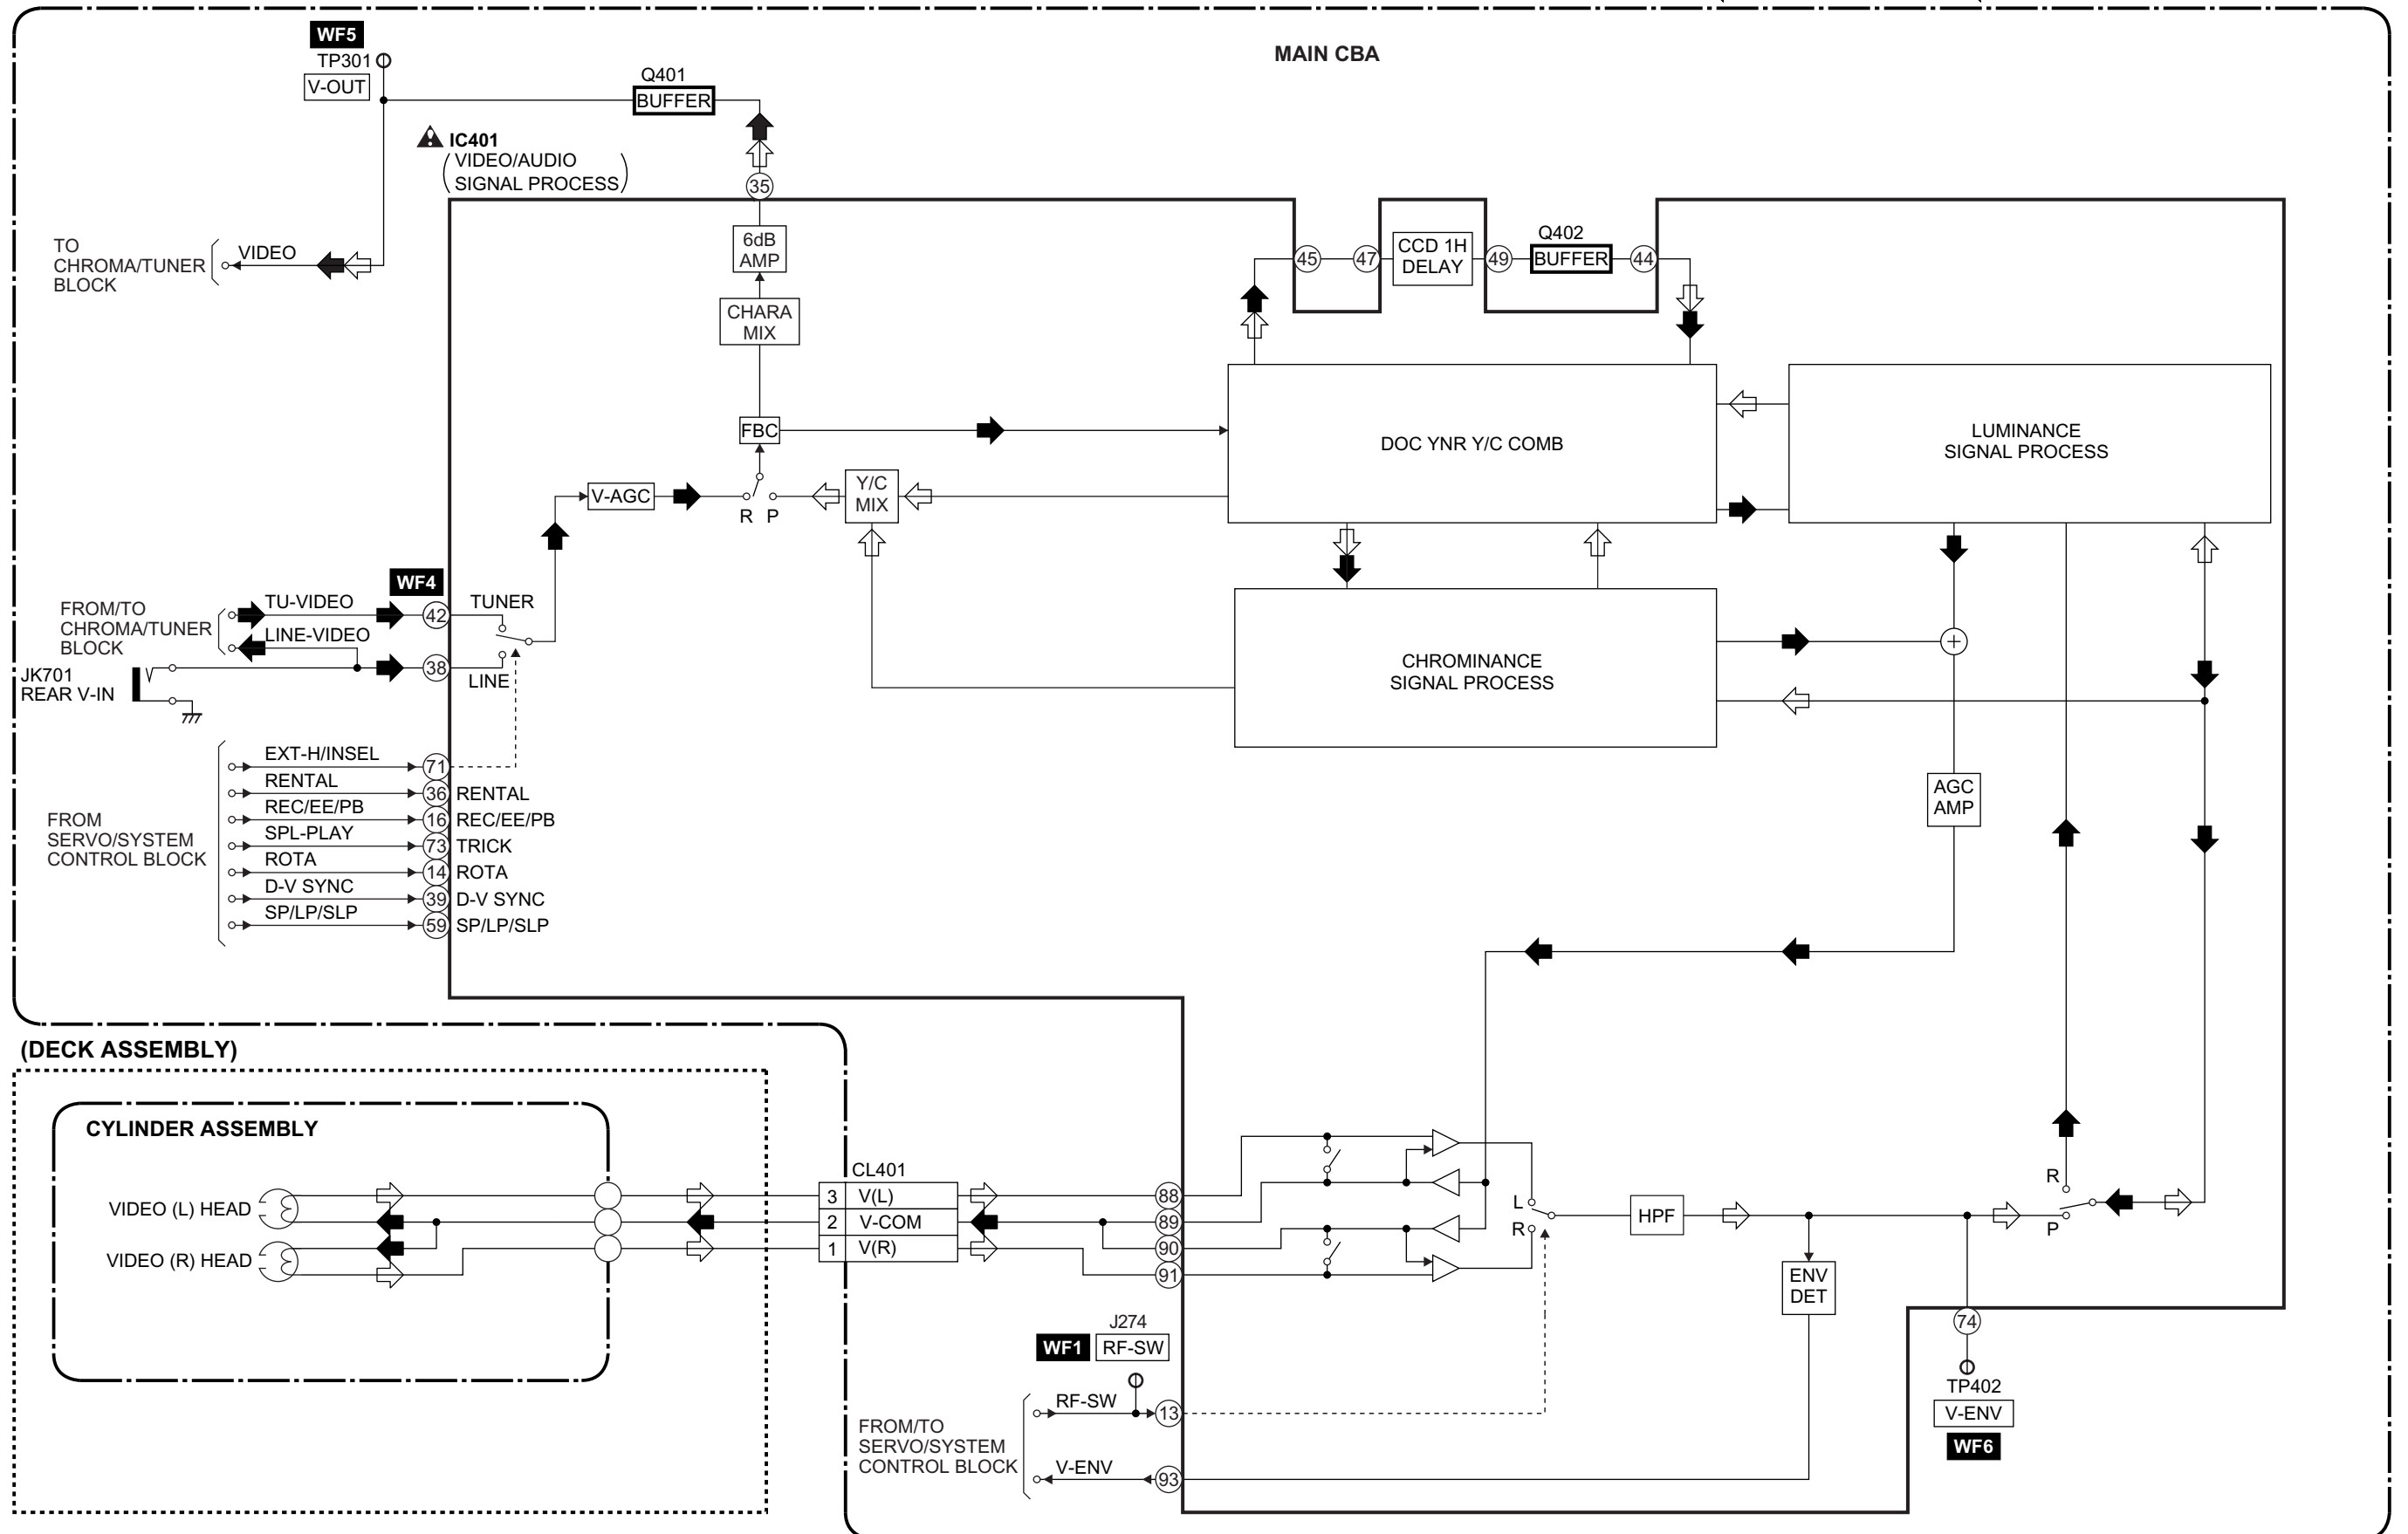 MAIN CBA
WF5
TP301
V-OUT
Q401
BUFFER
IC401
VIDEO/AUDIO
SIGNAL PROCESS
35
6dB
AMP
CHARA
MIX
FBC
TO
CHROMA/TUNER
BLOCK
VIDEO
45
47
CCD 1H
DELAY
49
Q402
BUFFER
44
DOC YNR Y/C COMB
LUMINANCE
SIGNAL PROCESS
V-AGC
R P
Y/C
MIX
WF4
FROM/TO
CHROMA/TUNER
BLOCK
TU-VIDEO
LINE-VIDEO
42
TUNER
38
LINE
JK701
REAR V-IN
CHROMINANCE
SIGNAL PROCESS
+
AGC
AMP
FROM
SERVO/SYSTEM
CONTROL BLOCK
EXT-H/INSEL
71
RENTAL
36 RENTAL
REC/EE/PB
16 REC/EE/PB
SPL-PLAY
73 TRICK
ROTA
14 ROTA
D-V SYNC
39 D-V SYNC
SP/LP/SLP
59 SP/LP/SLP
(DECK ASSEMBLY)
CYLINDER ASSEMBLY
VIDEO (L) HEAD
VIDEO (R) HEAD
CL401
3 V(L)
2 V-COM
1 V(R)
88
89
90
91
L
R
HPF
R
P
ENV
DET
74
TP402
V-ENV
WF6
J274
WF1 RF-SW
FROM/TO
SERVO/SYSTEM
CONTROL BLOCK
RF-SW
13
V-ENV
93